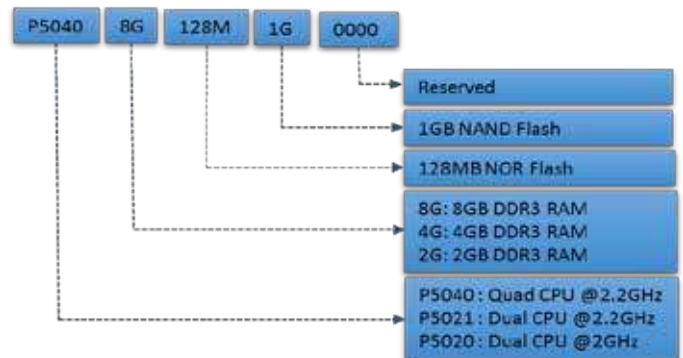 P5040 8G 128M 1G 0000
Reserved
1GB NAND Flash
128MB NOR Flash
8G: 8GB DDR3 RAM
4G: 4GB DDR3 RAM
2G: 2GB DDR3 RAM
P5040 : Quad CPU @2.2GHz
P5021 : Dual CPU @2.2GHz
P5020 : Dual CPU @2GHz